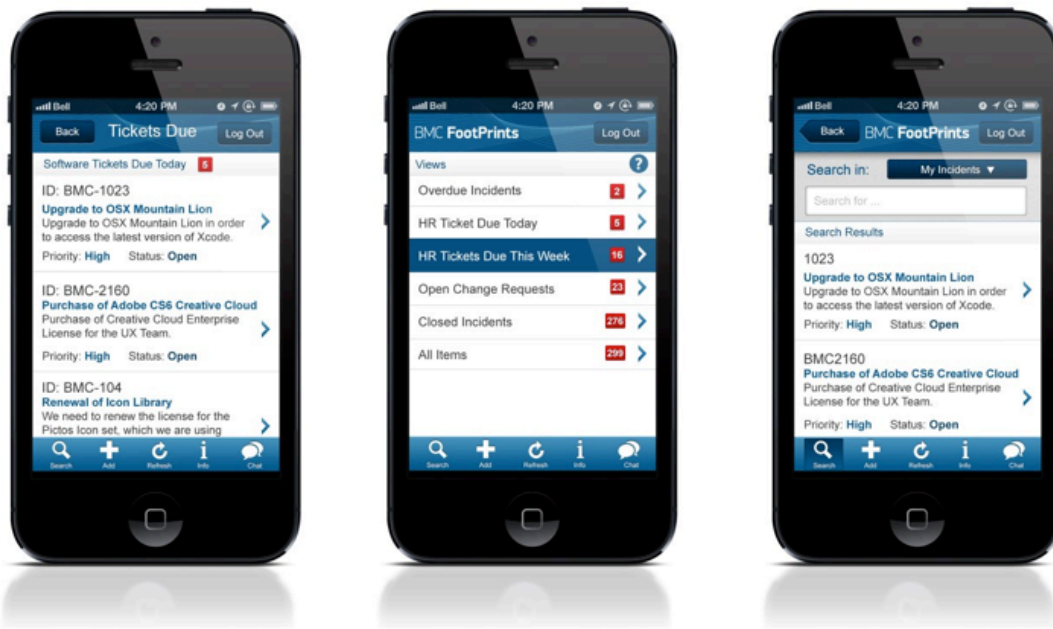 Bell 4:20 PM
Back Tickets Due Log Out
Software Tickets Due Today 5
ID: BMC-1023
Upgrade to OSX Mountain Lion
Upgrade to OSX Mountain Lion in order
to access the latest version of Xcode.
Priority: High Status: Open
ID: BMC-2160
Purchase of Adobe CS6 Creative Cloud
Purchase of Creative Cloud Enterprise
License for the UX Team.
Priority: High Status: Open
ID: BMC-104
Renewal of Icon Library
We need to renew the license for the
Pictos Icon set, which we are using
Search Add Refresh Info Chat
Bell 4:20 PM
BMC FootPrints Log Out
Views ?
Overdue Incidents 2
HR Ticket Due Today 5
HR Tickets Due This Week 16
Open Change Requests 23
Closed Incidents 276
All Items 299
Search Add Refresh Info Chat
Bell 4:20 PM
Back BMC FootPrints Log Out
Search in: My Incidents ▼
Search for ...
Search Results
1023
Upgrade to OSX Mountain Lion
Upgrade to OSX Mountain Lion in order
to access the latest version of Xcode.
Priority: High Status: Open
BMC2160
Purchase of Adobe CS6 Creative Cloud
Purchase of Creative Cloud Enterprise
License for the UX Team.
Priority: High Status: Open
Search Add Refresh Info Chat